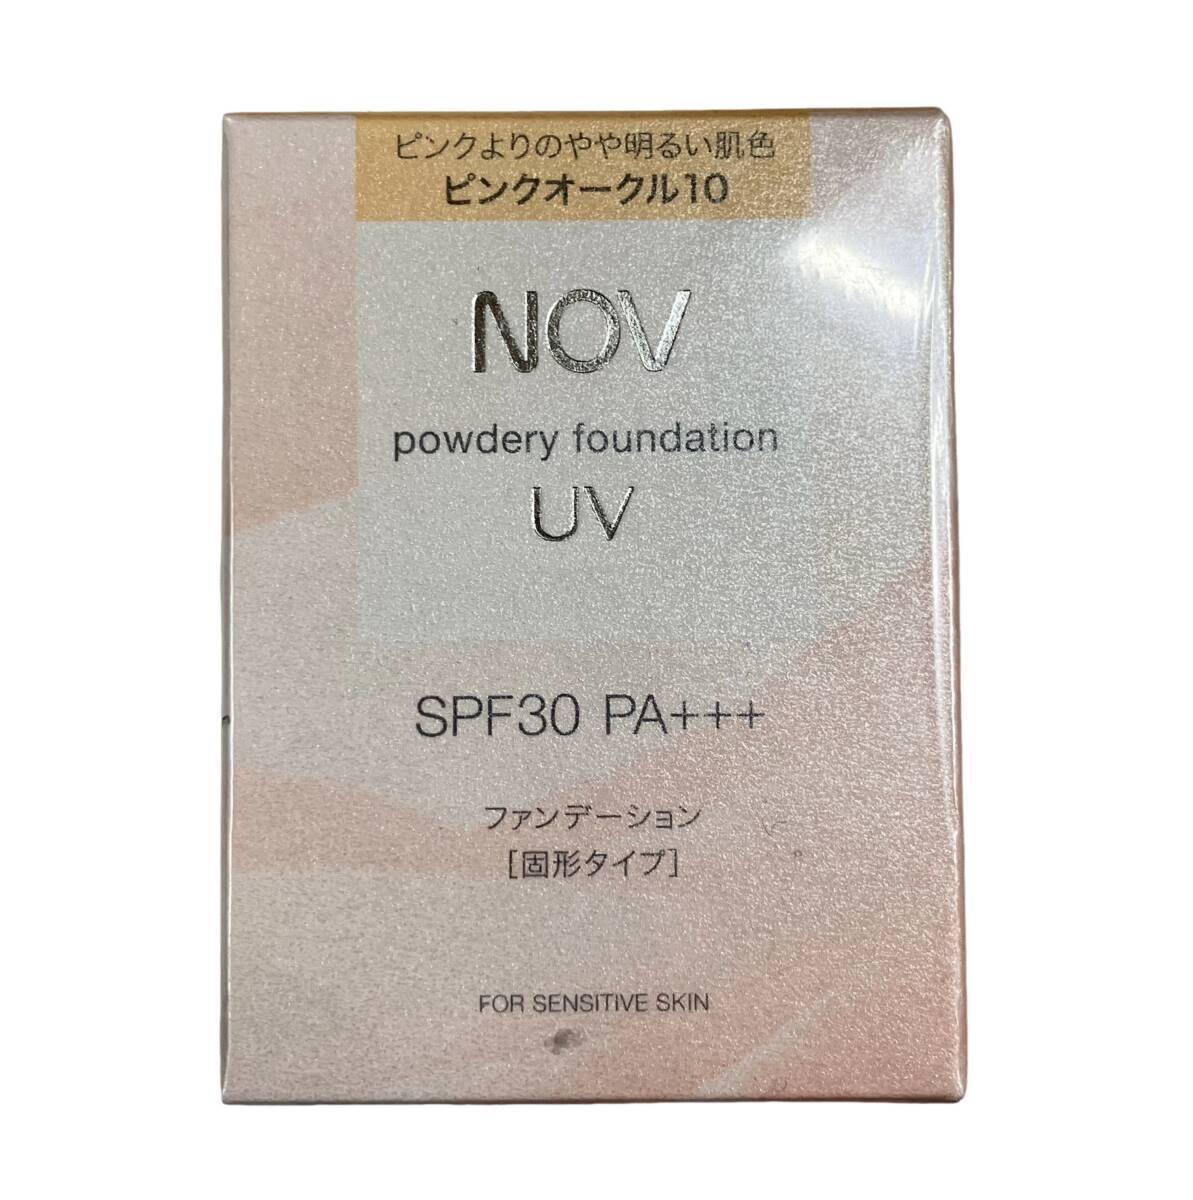 ピンクよりのやや明るい肌色
ピンクオークル10
NOV
powdery foundation
UV
SPF30 PA+++
ファンデーション
[固形タイプ]
FOR SENSITIVE SKIN